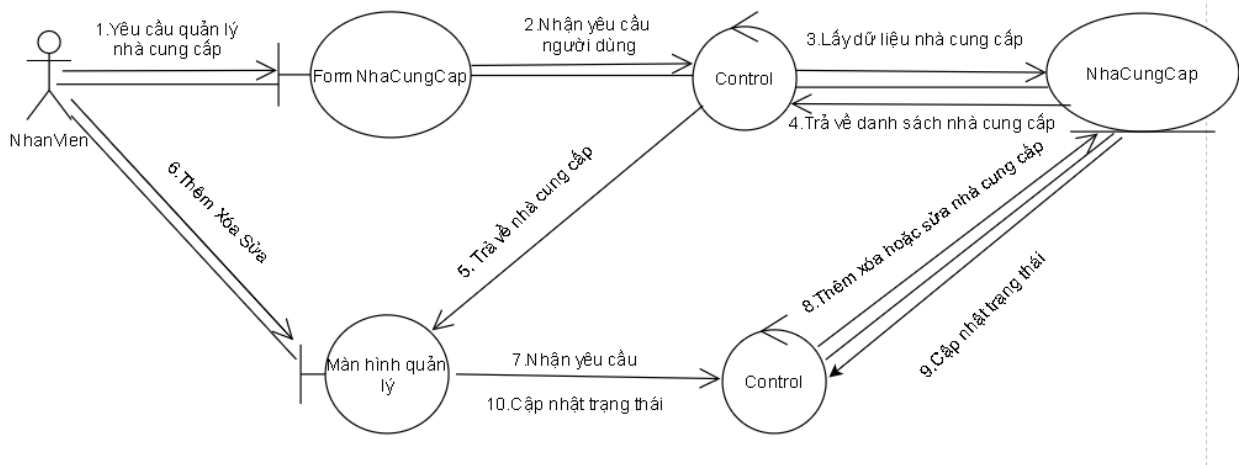 1.Yêu cầu quản lý
nhà cung cấp
2.Nhận yêu cầu
người dùng
3.Lấy dữ liệu nhà cung cấp
Form NhaCungCap
Control
NhaCungCap
4.Trả về danh sách nhà cung cấp
NhanVien
6.Thêm Xóa Sửa
5. Trả về nhà cung cấp
8.Thêm xóa hoặc sửa nhà cung cấp
9.Cập nhật trạng thái
Màn hình quản
lý
7.Nhận yêu cầu
Control
10.Cập nhật trạng thái